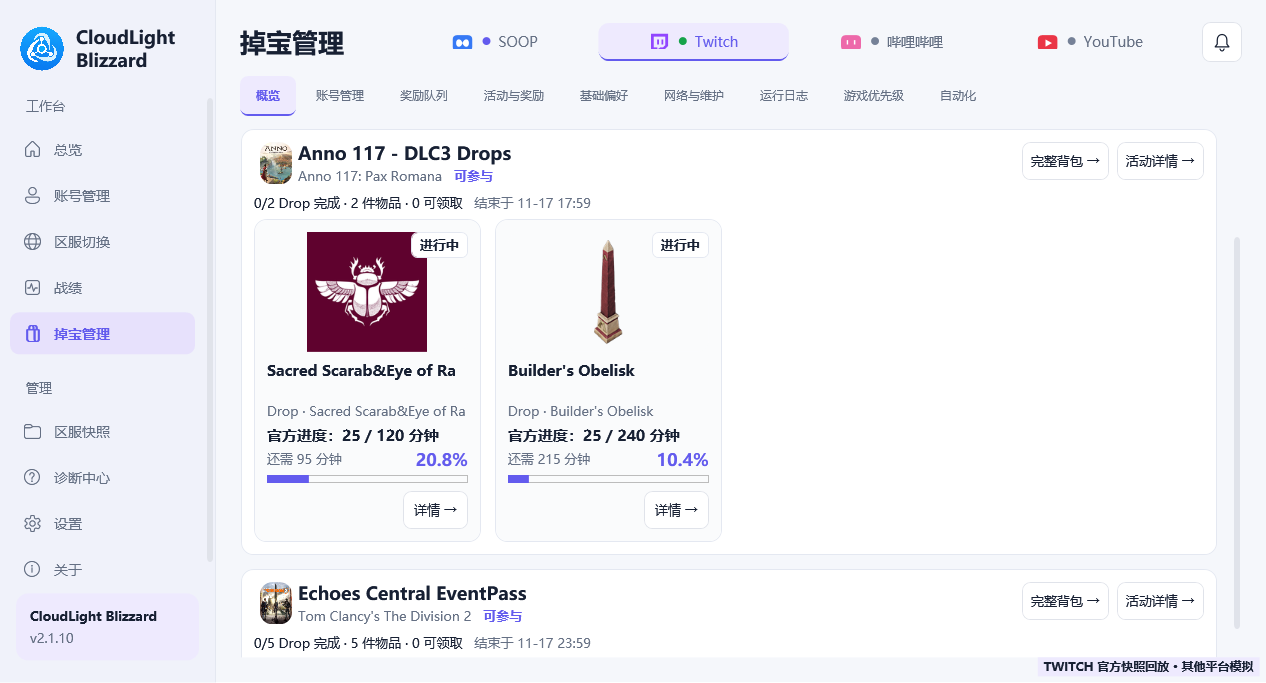 CloudLight
Blizzard
工作台
总览
账号管理
区服切换
战绩
掉宝管理
管理
区服快照
诊断中心
设置
关于
CloudLight Blizzard
v2.1.10
掉宝管理
SOOP
Twitch
哔哩哔哩
YouTube
概览 账号管理 奖励队列 活动与奖励 基础偏好 网络与维护 运行日志 游戏优先级 自动化
ANNO
Anno 117 - DLC3 Drops
Anno 117: Pax Romana 可参与
完整背包 → 活动详情 →
0/2 Drop 完成 · 2 件物品 · 0 可领取 结束于 11-17 17:59
进行中
Sacred Scarab&Eye of Ra
Drop · Sacred Scarab&Eye of Ra
官方进度：25 / 120 分钟
还需 95 分钟 20.8%
详情 →
进行中
Builder's Obelisk
Drop · Builder's Obelisk
官方进度：25 / 240 分钟
还需 215 分钟 10.4%
详情 →
Echoes Central EventPass
Tom Clancy's The Division 2 可参与
完整背包 → 活动详情 →
0/5 Drop 完成 · 5 件物品 · 0 可领取 结束于 11-17 23:59
TWITCH 官方快照回放 • 其他平台模拟